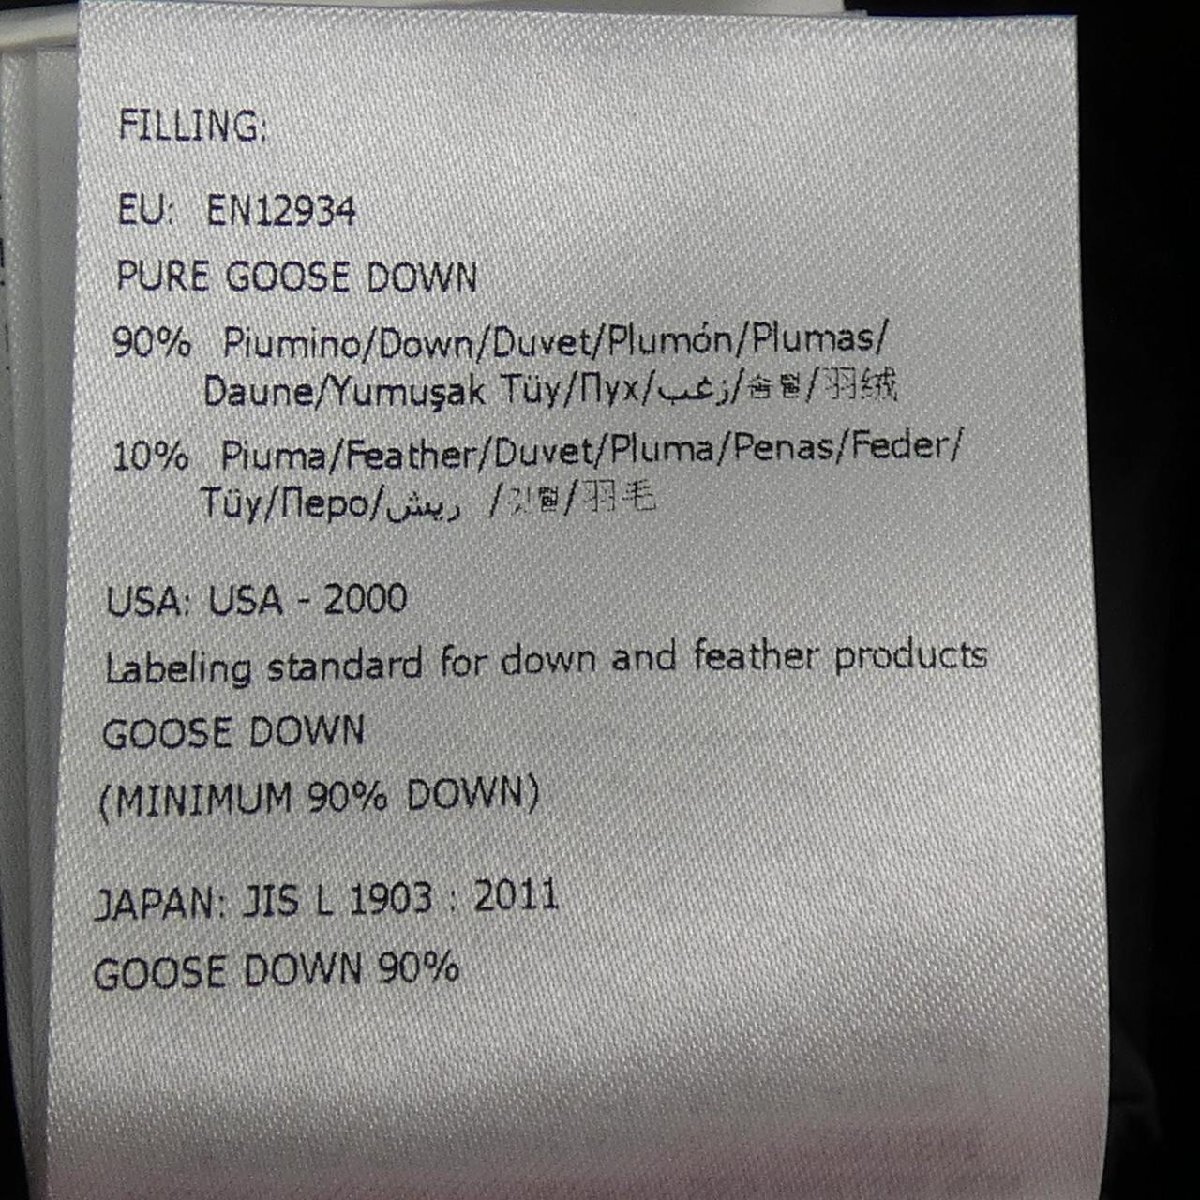 FILLING:
EU: EN12934
PURE GOOSE DOWN
90% Piumino/Down/Duvet/Plumón/Plumas/
Daune/Yumuşak Tüy/Пух/زغب/솜털/羽绒
10% Piuma/Feather/Duvet/Pluma/Penas/Feder/
Tüy/Перо/ريش /깃털/羽毛
USA: USA - 2000
Labeling standard for down and feather products
GOOSE DOWN
(MINIMUM 90% DOWN)
JAPAN: JIS L 1903 : 2011
GOOSE DOWN 90%